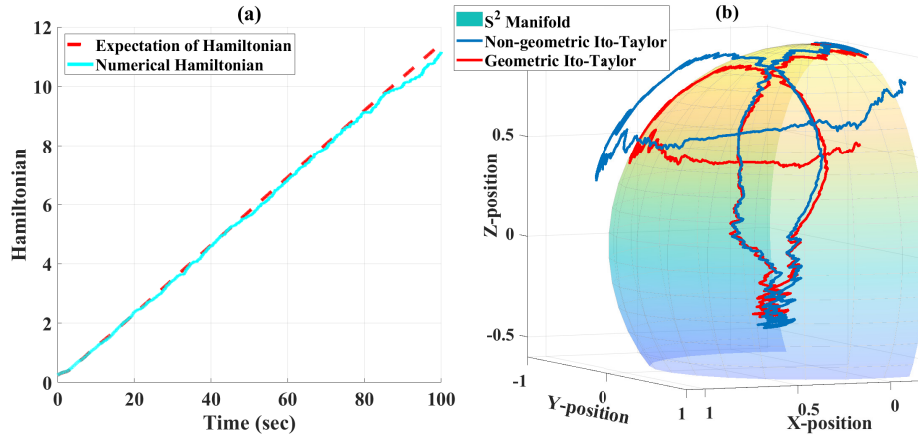 (a)
12
10
8
6
4
2
0
Expectation of Hamiltonian
Numerical Hamiltonian
Hamiltonian
0
20
40
60
80
100
Time (sec)
(b)
S² Manifold
Non-geometric Ito-Taylor
Geometric Ito-Taylor
Z-position
0.5
0
-0.5
-1
0
1
Y-position
1
0.5
0
X-position